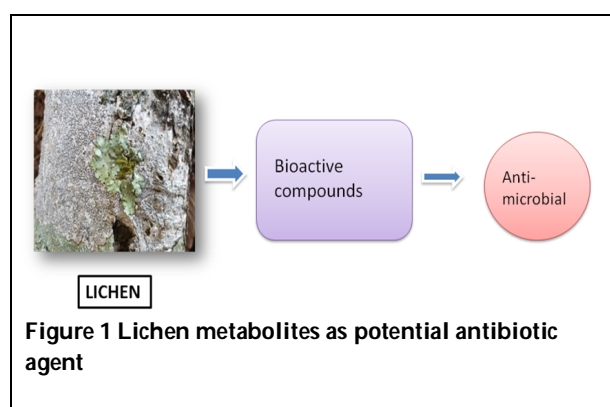 Bioactive
compounds
Anti-
microbial
LICHEN
Figure 1 Lichen metabolites as potential antibiotic
agent